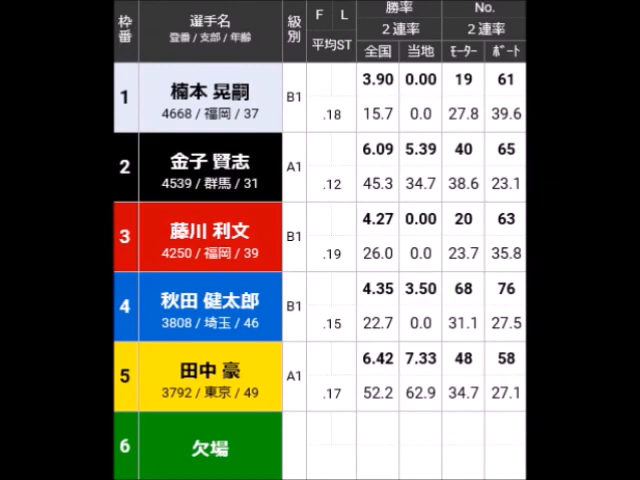 枠番 選手名 登番 / 支部 / 年齢 級別 F L 平均ST 勝率 2連率 全国 当地 No. 2連率 ﾓｰﾀｰ ﾎﾞｰﾄ
1 楠本 晃嗣 B1 3.90 0.00 19 61
4668 / 福岡 / 37 .18 15.7 0.0 27.8 39.6
2 金子 賢志 A1 6.09 5.39 40 65
4539 / 群馬 / 31 .12 45.3 34.7 38.6 23.1
3 藤川 利文 B1 4.27 0.00 20 63
4250 / 福岡 / 39 .19 26.0 0.0 23.7 35.8
4 秋田 健太郎 B1 4.35 3.50 68 76
3808 / 埼玉 / 46 .15 22.7 0.0 31.1 27.5
5 田中 豪 A1 6.42 7.33 48 58
3792 / 東京 / 49 .17 52.2 62.9 34.7 27.1
6 欠場